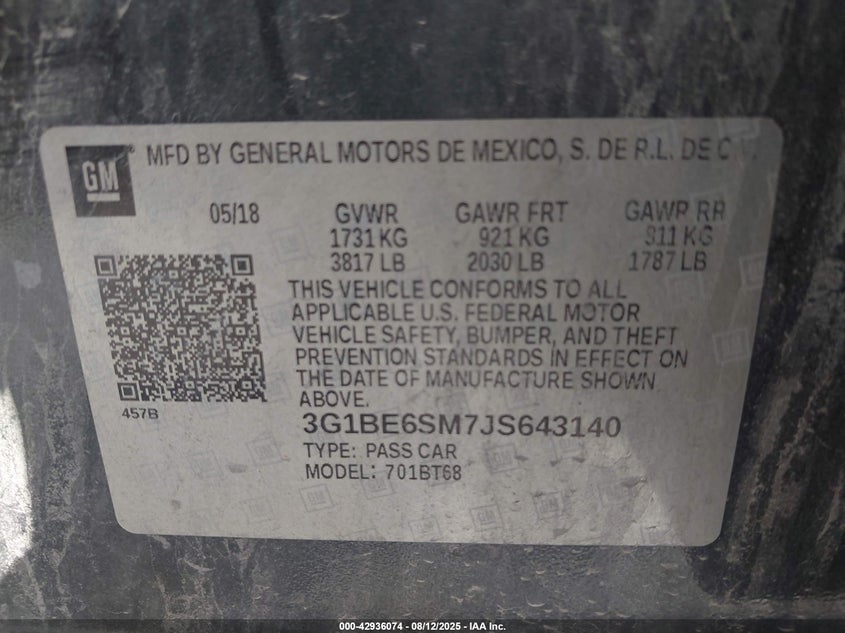 GM
MFD BY GENERAL MOTORS DE MEXICO, S. DE R.L. DE C.V.
05/18 GVWR GAWR FRT GAWR RR
1731 KG 921 KG 811 KG
3817 LB 2030 LB 1787 LB
THIS VEHICLE CONFORMS TO ALL
APPLICABLE U.S. FEDERAL MOTOR
VEHICLE SAFETY, BUMPER, AND THEFT
PREVENTION STANDARDS IN EFFECT ON
THE DATE OF MANUFACTURE SHOWN
ABOVE.
457B
3G1BE6SM7JS643140
TYPE: PASS CAR
MODEL: 701BT68
000-42936074 - 08/12/2025 - IAA Inc.